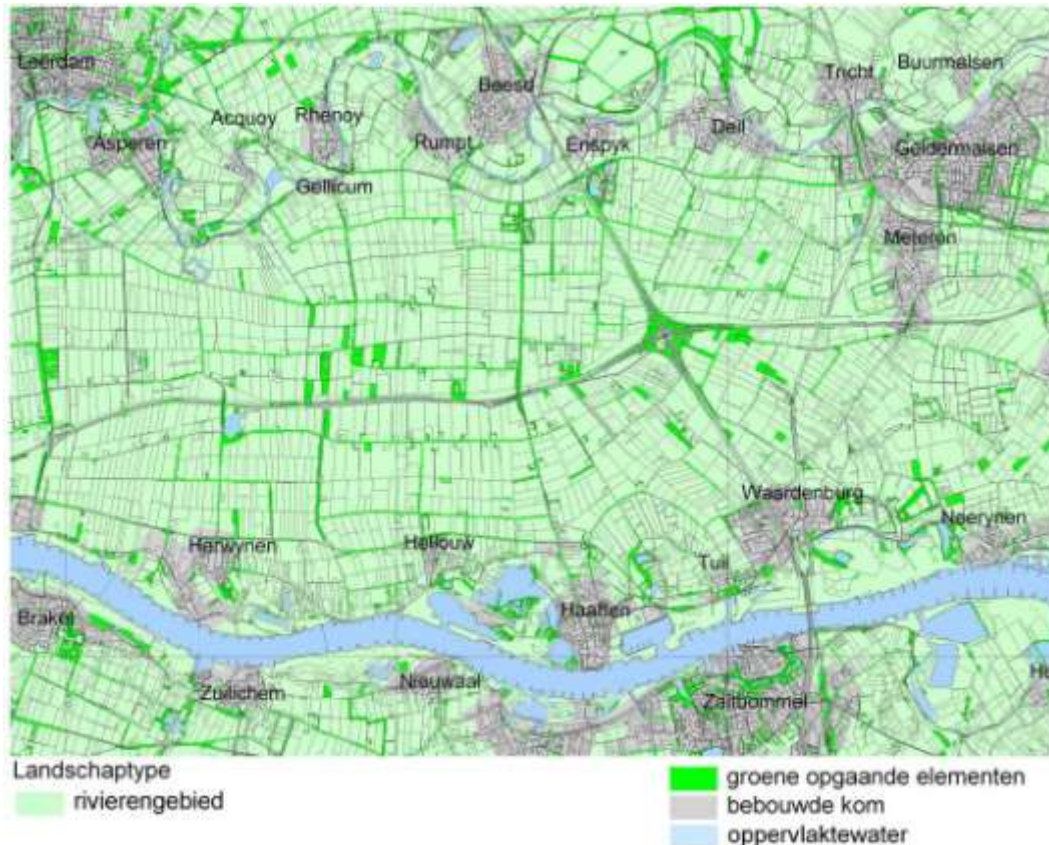 Leerdam
Asperen
Acquoy
Rhenoy
Gellicum
Rumpt
Beesd
Enspyk
Deil
Tricht
Buurmalsen
Geldermalsen
Meteren
Waardenburg
Neerynen
Herwynen
Hellouw
Tuil
Haaften
Brakel
Zuilichem
Nieuwaal
Zaltbommel
Landschaptype
rivierengebied
groene opgaande elementen
bebouwde kom
oppervlaktewater